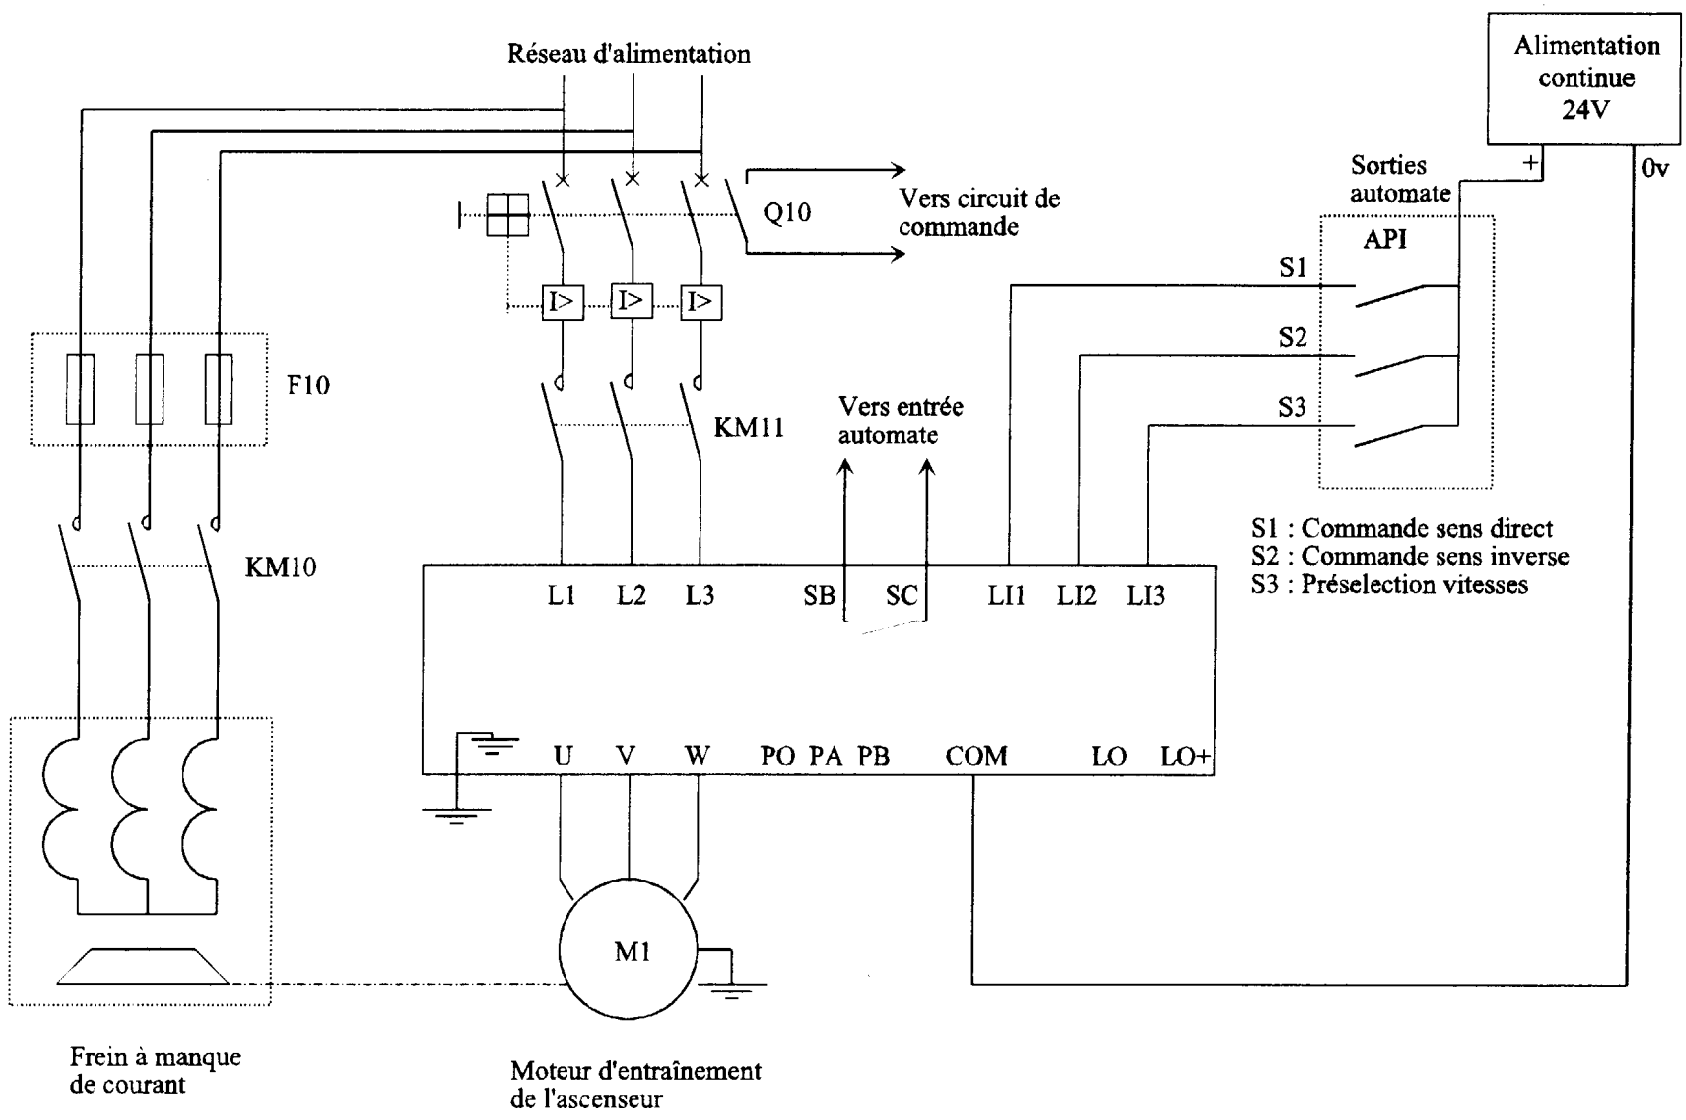 Réseau d'alimentation
Alimentation
continue
24V
+
0v
Sorties
automate
API
Q10
Vers circuit de
commande
S1
S2
S3
I>
I>
I>
F10
KM11
Vers entrée
automate
KM10
S1 : Commande sens direct
S2 : Commande sens inverse
S3 : Préselection vitesses
L1 L2 L3 SB SC LI1 LI2 LI3
U V W PO PA PB COM LO LO+
M1
Frein à manque
de courant
Moteur d'entraînement
de l'ascenseur